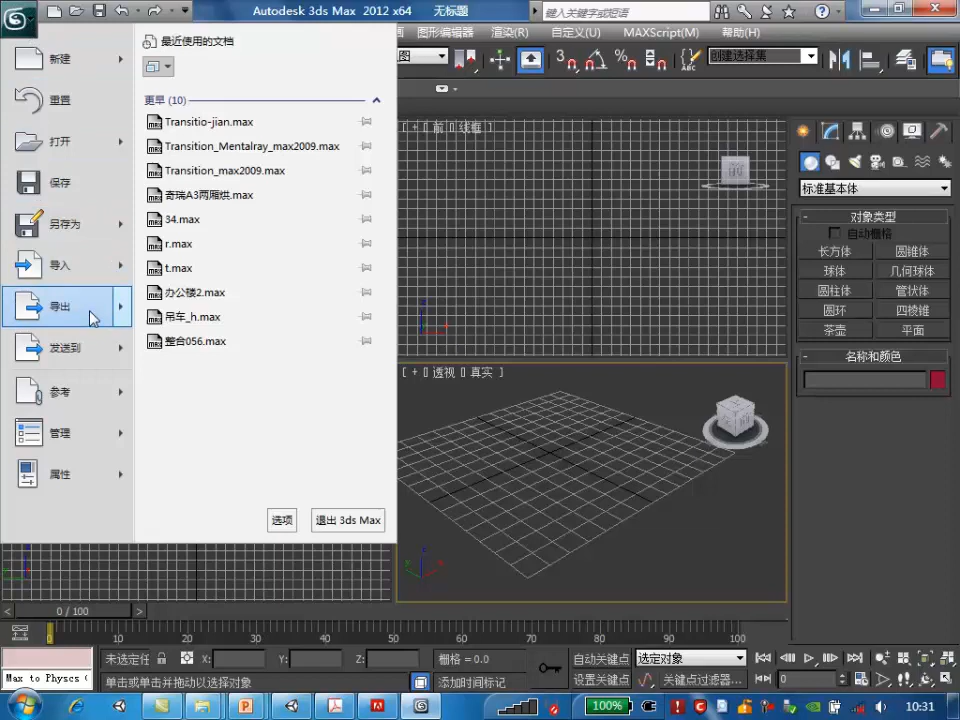 Autodesk 3ds Max 2012 x64 无标题
键入关键字或短语
图形编辑器 渲染(R) 自定义(U) MAXScript(M) 帮助(H)
图
创建选择集
新建
重置
打开
保存
另存为
导入
导出
发送到
参考
管理
属性
最近使用的文档
更早 (10)
Transitio-jian.max
Transition_Mentalray_max2009.max
Transition_max2009.max
奇瑞A3两厢烘.max
34.max
r.max
t.max
办公楼2.max
吊车_h.max
整合056.max
选项 退出 3ds Max
[ + ][ 前 ][ 线框 ]
[ + ][ 透视 ][ 真实 ]
标准基本体
对象类型
自动栅格
长方体 圆锥体
球体 几何球体
圆柱体 管状体
圆环 四棱锥
茶壶 平面
名称和颜色
< 0 / 100 >
0 10 20 30 40 50 60 70 80 90 100
未选定任 X: Y: Z: 栅格 = 0.0 自动关键点 选定对象
Max to Physcs ( 单击或单击并拖动以选择对象 添加时间标记 设置关键点 关键点过滤器... 0
100% 10:31